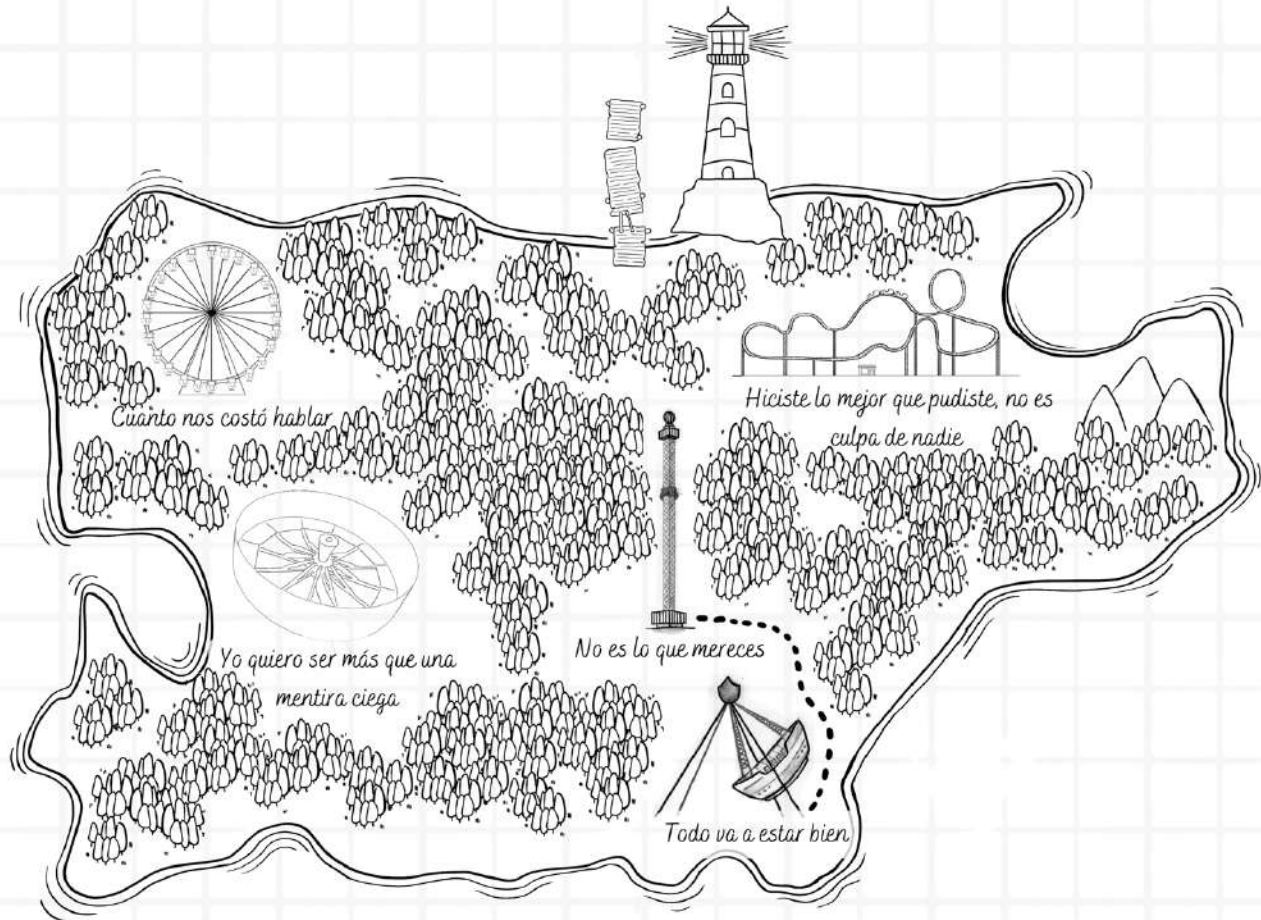 Cuánto nos costó hablar
Hiciste lo mejor que pudiste, no es
culpa de nadie
Yo quiero ser más que una
mentira ciega
No es lo que mereces
Todo va a estar bien